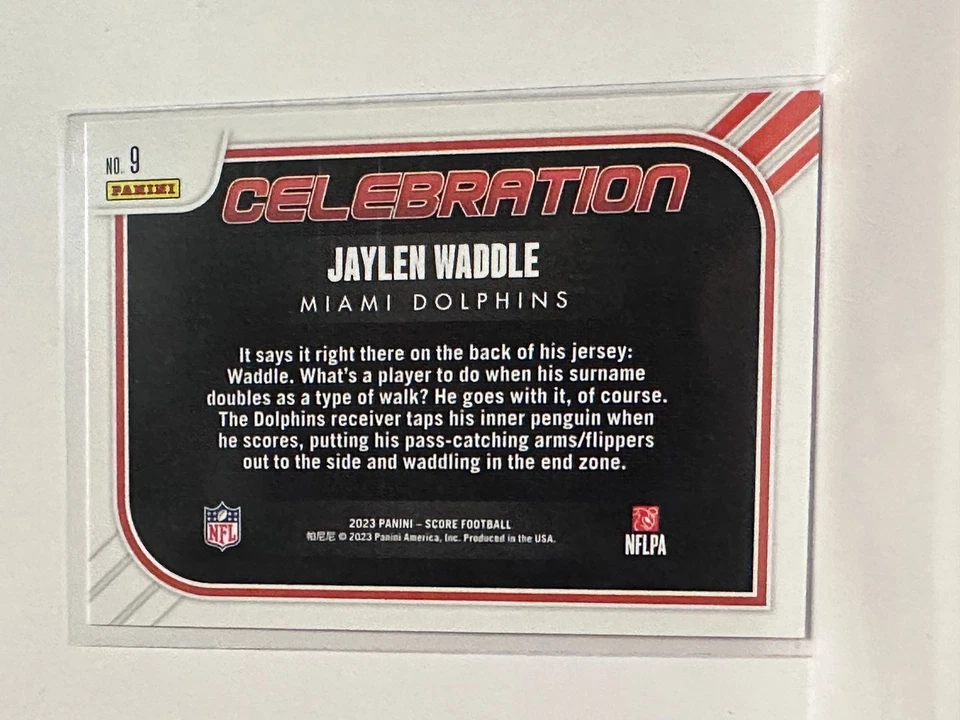 NO. 9
PANINI
CELEBRATION
JAYLEN WADDLE
MIAMI DOLPHINS
It says it right there on the back of his jersey:
Waddle. What's a player to do when his surname
doubles as a type of walk? He goes with it, of course.
The Dolphins receiver taps his inner penguin when
he scores, putting his pass-catching arms/flippers
out to the side and waddling in the end zone.
NFL
2023 PANINI – SCORE FOOTBALL
帕尼尼 © 2023 Panini America, Inc. Produced in the USA.
NFLPA